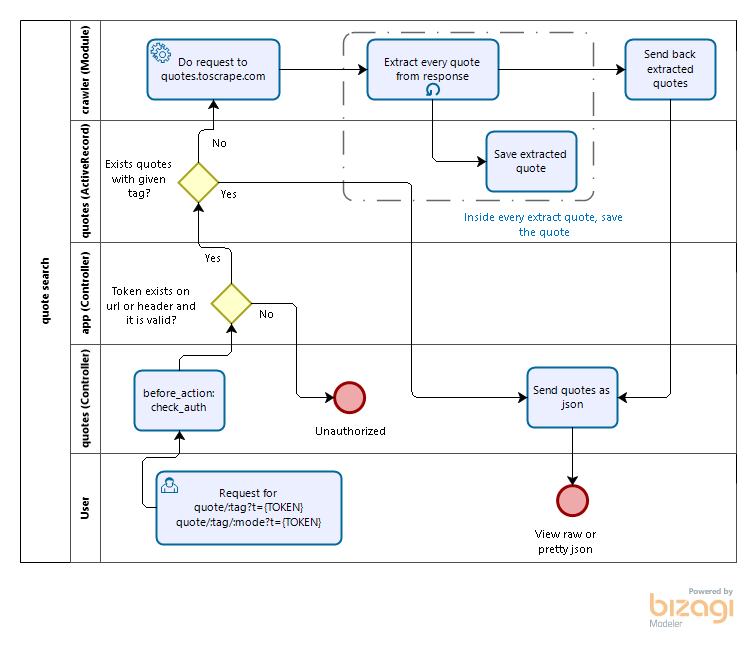 quote search
crawler (Module)
Do request to
quotes.toscrape.com
Extract every quote
from response
Send back
extracted
quotes
quotes (ActiveRecord)
No
Exists quotes
with given
tag?
Yes
Save extracted
quote
Inside every extract quote, save
the quote
app (Controller)
Yes
Token exists on
url or header and
it is valid?
No
quotes (Controller)
before_action:
check_auth
Unauthorized
Send quotes as
json
User
Request for
quote/:tag?t={TOKEN}
quote/:tag/:mode?t={TOKEN}
View raw or
pretty json
Powered by
bizagi
Modeler